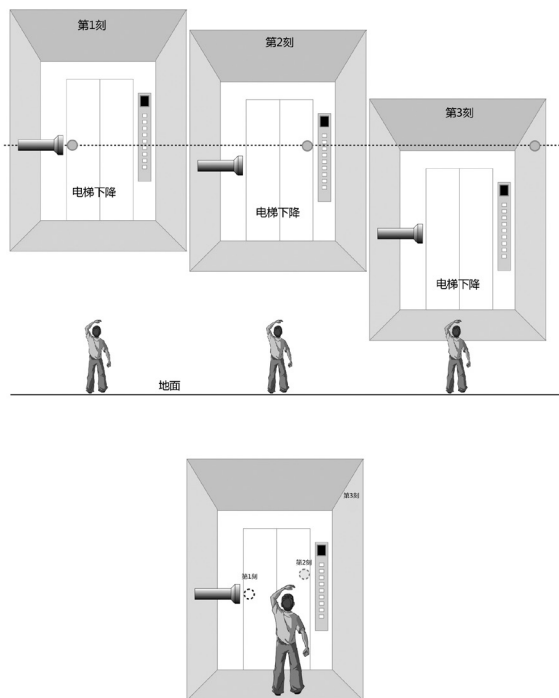 第1刻
第2刻
第3刻
电梯下降
电梯下降
电梯下降
地面
第3刻
第2刻
第1刻